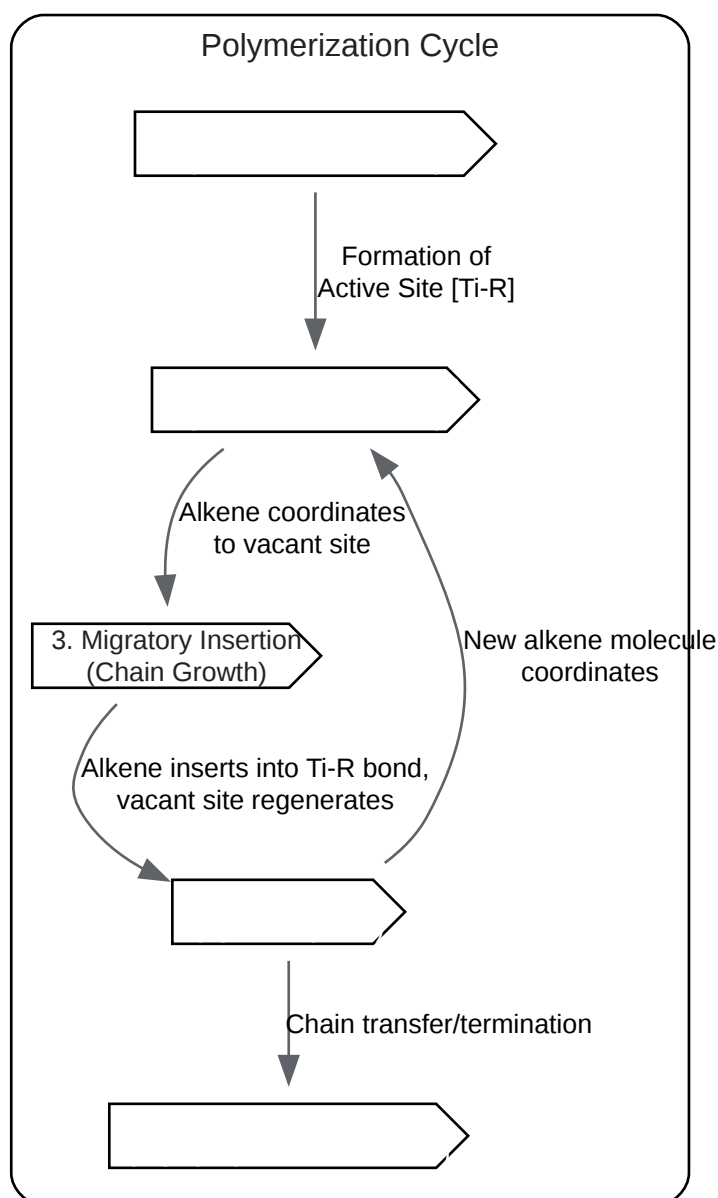 Polymerization Cycle
Formation of
Active Site [Ti-R]
Alkene coordinates
to vacant site
3. Migratory Insertion
(Chain Growth)
New alkene molecule
coordinates
Alkene inserts into Ti-R bond,
vacant site regenerates
Chain transfer/termination